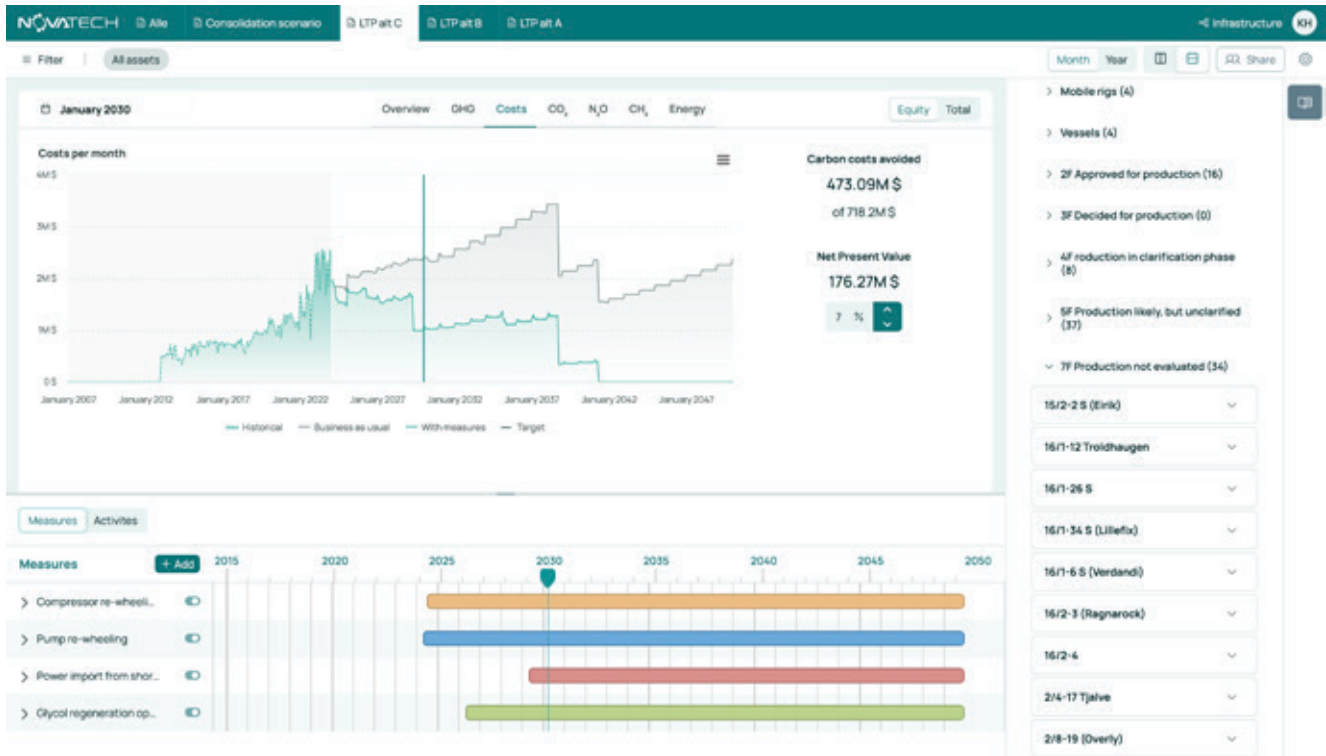 NOVATECH
Alle
Consolidation scenario
LTP alt C
LTP alt B
LTP alt A
Infrastructure
KH
Filter
All assets
Month Year
Share
January 2030
Overview GHG Costs CO₂ N₂O CH₄ Energy
Equity Total
Costs per month
4M $
3M $
2M $
1M $
0 $
January 2007 January 2012 January 2017 January 2022 January 2027 January 2032 January 2037 January 2042 January 2047
Historical Business as usual With measures Target
Carbon costs avoided
473.09M $
of 718.2M $
Net Present Value
176.27M $
7 %
Mobile rigs (4)
Vessels (4)
2F Approved for production (16)
3F Decided for production (0)
4F roduction in clarification phase
(8)
5F Production likely, but unclarified
(37)
7F Production not evaluated (34)
15/2-2 S (Eirik)
16/1-12 Troldhaugen
16/1-26 S
16/1-34 S (Lillefix)
16/1-6 S (Verdandi)
16/2-3 (Ragnarock)
16/2-4
2/4-17 Tjalve
2/8-19 (Overly)
Measures Activites
Measures
+ Add
2015 2020 2025 2030 2035 2040 2045 2050
Compressor re-wheeli...
Pump re-wheeling
Power import from shor...
Glycol regeneration op...